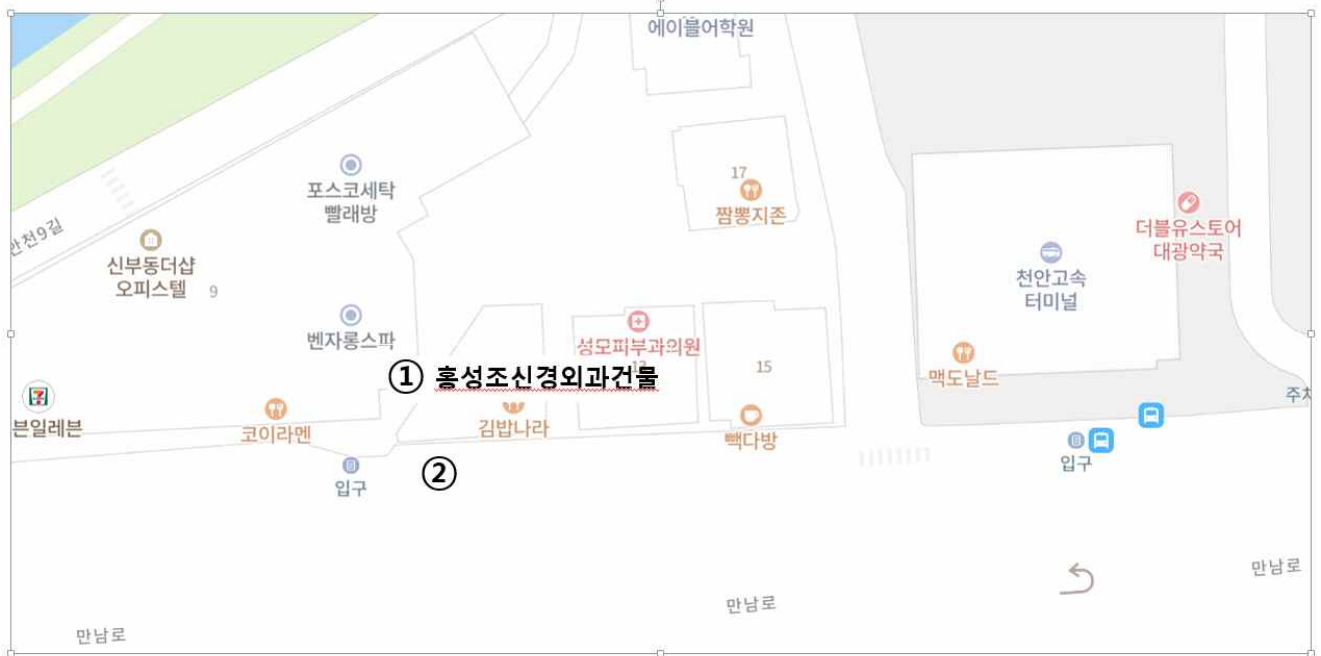 에이블어학원
17
짬뽕지존
포스코세탁
빨래방
더블유스토어
대광약국
안천9길
신부동더샵
오피스텔 9
천안고속
터미널
벤자롱스파
성모피부과의원
13
15
① 홍성조신경외과건물
맥도날드
주차
븐일레븐
코이라멘
김밥나라
빽다방
입구
②
입구
만남로
만남로
만남로